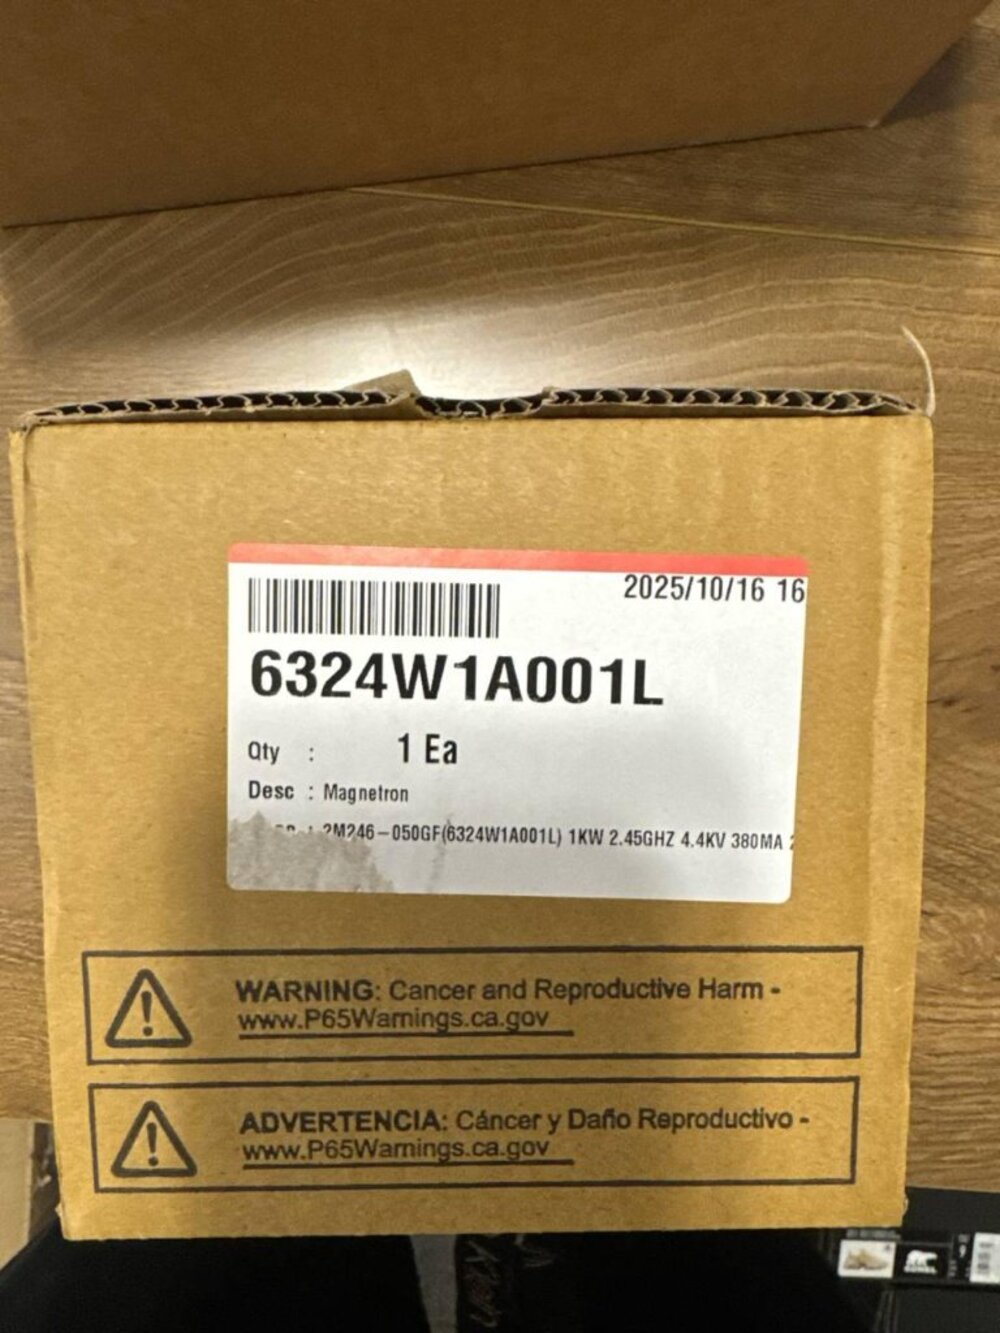 2025/10/16 16
6324W1A001L
Qty : 1 Ea
Desc : Magnetron
: 2M246-050GF(6324W1A001L) 1KW 2.45GHZ 4.4KV 380MA
WARNING: Cancer and Reproductive Harm -
www.P65Warnings.ca.gov
ADVERTENCIA: Cáncer y Daño Reproductivo -
www.P65Warnings.ca.gov